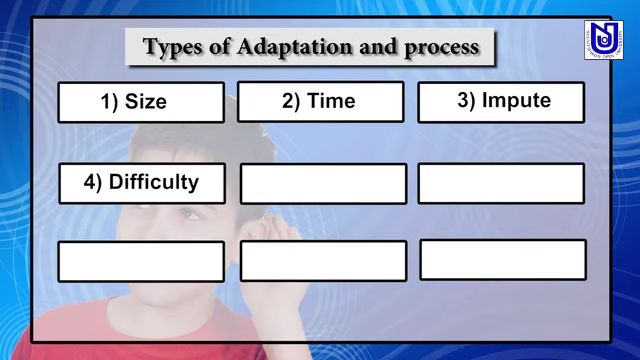 Types of Adaptation and process
1) Size
2) Time
3) Impute
4) Difficulty